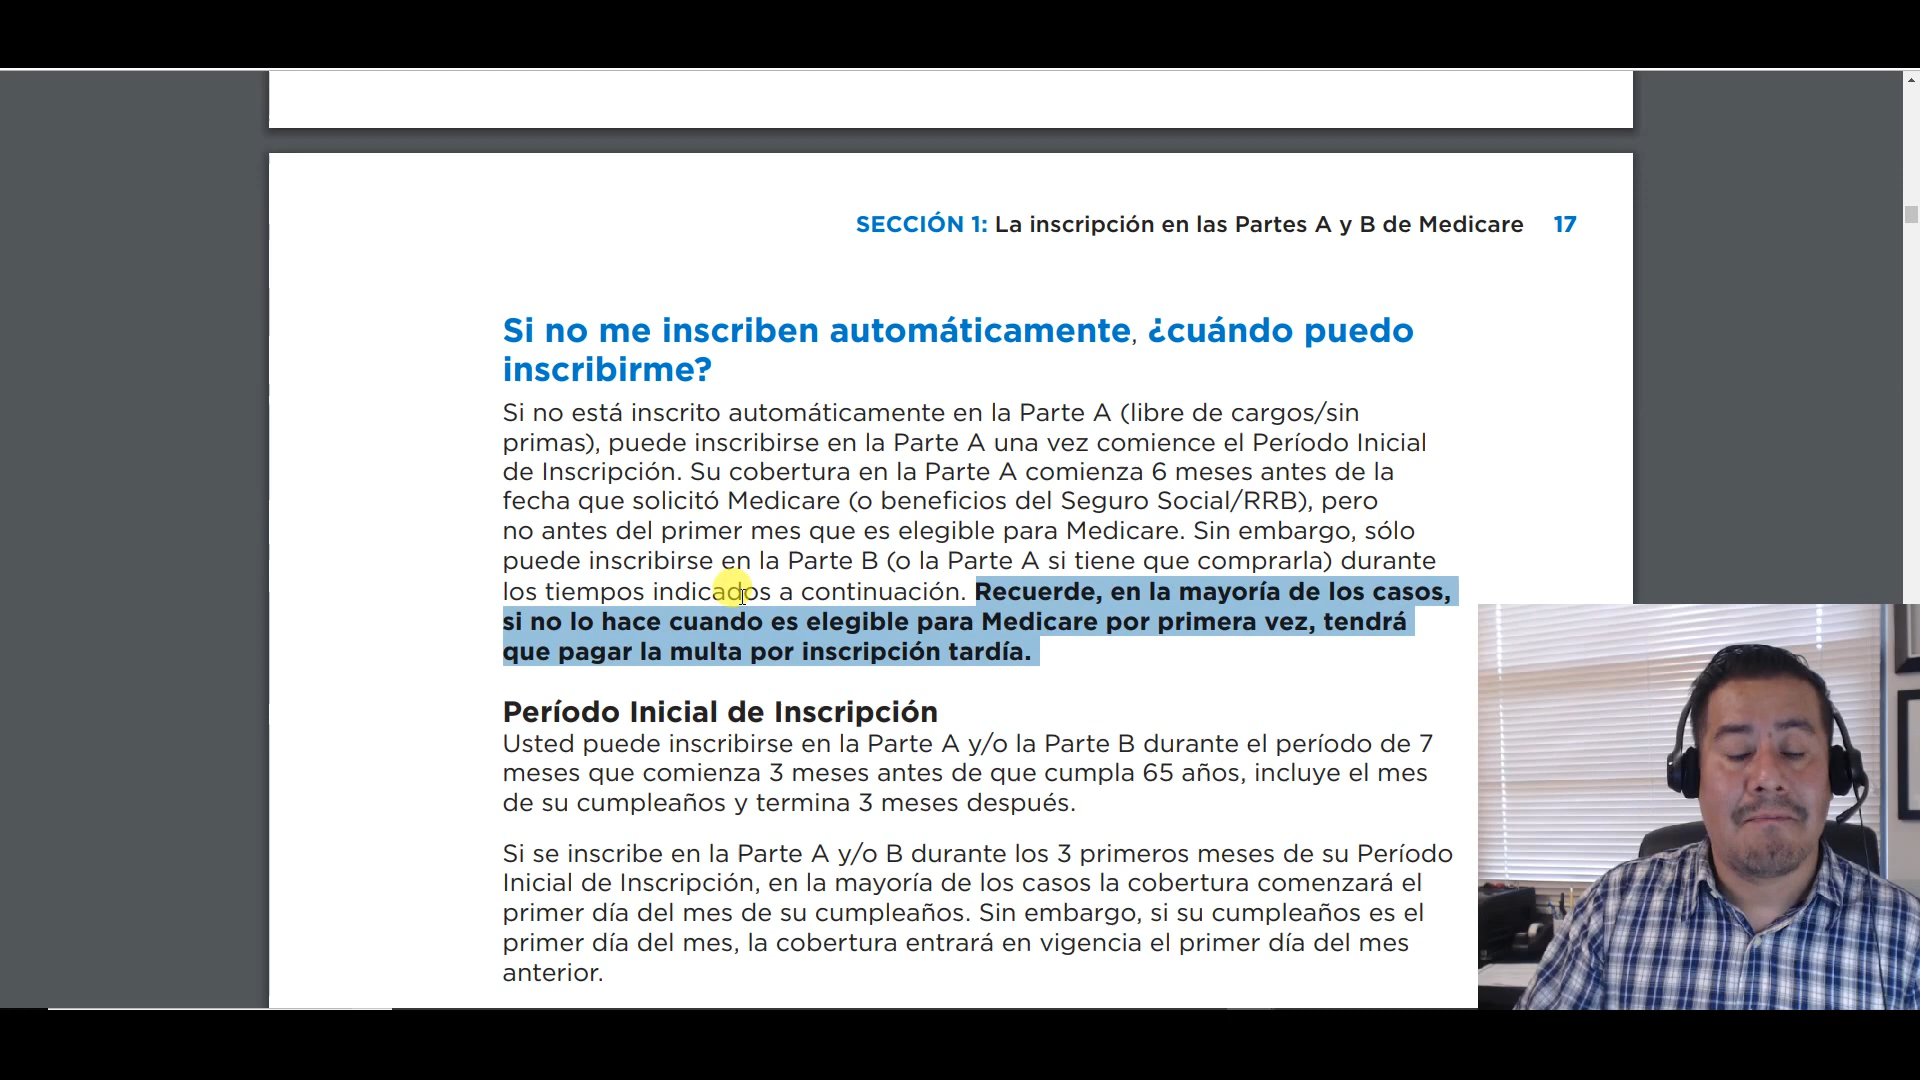 SECCIÓN 1: La inscripción en las Partes A y B de Medicare 17
Si no me inscriben automáticamente, ¿cuándo puedo
inscribirme?
Si no está inscrito automáticamente en la Parte A (libre de cargos/sin
primas), puede inscribirse en la Parte A una vez comience el Período Inicial
de Inscripción. Su cobertura en la Parte A comienza 6 meses antes de la
fecha que solicitó Medicare (o beneficios del Seguro Social/RRB), pero
no antes del primer mes que es elegible para Medicare. Sin embargo, sólo
puede inscribirse en la Parte B (o la Parte A si tiene que comprarla) durante
los tiempos indicados a continuación. Recuerde, en la mayoría de los casos,
si no lo hace cuando es elegible para Medicare por primera vez, tendrá
que pagar la multa por inscripción tardía.
Período Inicial de Inscripción
Usted puede inscribirse en la Parte A y/o la Parte B durante el período de 7
meses que comienza 3 meses antes de que cumpla 65 años, incluye el mes
de su cumpleaños y termina 3 meses después.
Si se inscribe en la Parte A y/o B durante los 3 primeros meses de su Período
Inicial de Inscripción, en la mayoría de los casos la cobertura comenzará el
primer día del mes de su cumpleaños. Sin embargo, si su cumpleaños es el
primer día del mes, la cobertura entrará en vigencia el primer día del mes
anterior.